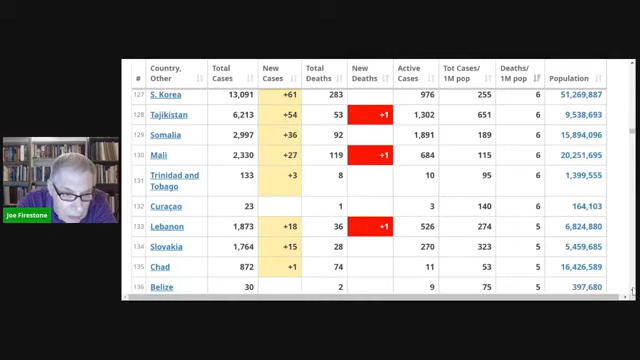 # Country, Other Total Cases New Cases Total Deaths New Deaths Active Cases Tot Cases/ 1M pop Deaths/ 1M pop Population
127 S. Korea 13,091 +61 283 976 255 6 51,269,887
128 Tajikistan 6,213 +54 53 +1 1,302 651 6 9,538,693
129 Somalia 2,997 +36 92 1,891 189 6 15,894,096
130 Mali 2,330 +27 119 +1 684 115 6 20,251,695
131 Trinidad and Tobago 133 +3 8 10 95 6 1,399,555
132 Curaçao 23 1 3 140 6 164,103
133 Lebanon 1,873 +18 36 +1 526 274 5 6,824,880
134 Slovakia 1,764 +15 28 270 323 5 5,459,685
135 Chad 872 +1 74 11 53 5 16,426,589
136 Belize 30 2 9 75 5 397,680
Joe Firestone